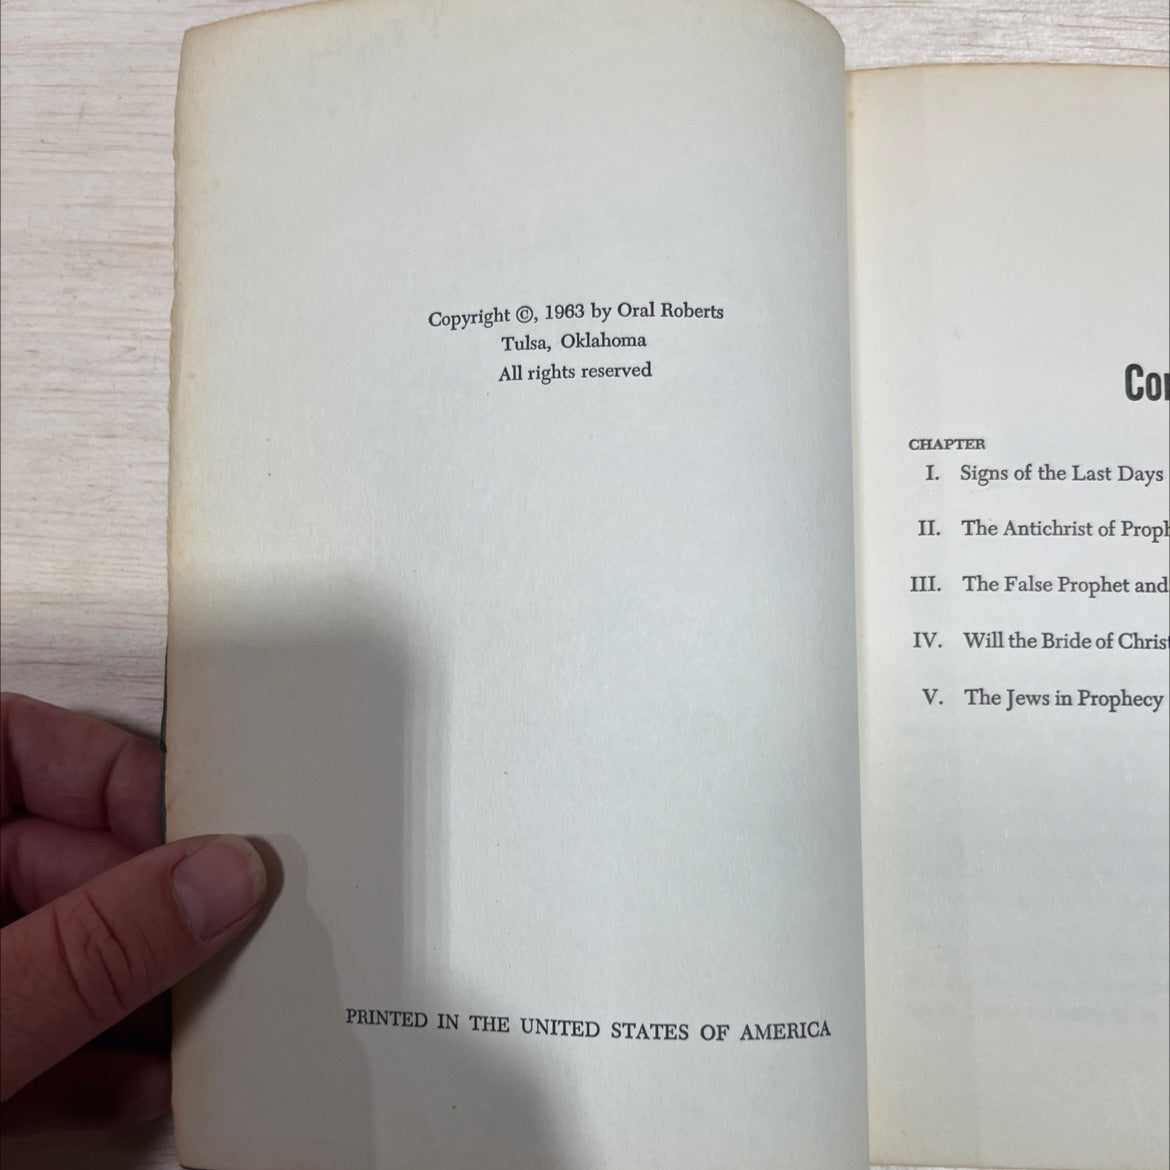 Copyright ©, 1963 by Oral Roberts
Tulsa, Oklahoma
All rights reserved
PRINTED IN THE UNITED STATES OF AMERICA
CHAPTER
I. Signs of the Last Days
II. The Antichrist of
III. The False Prophet and
IV. Will the Bride of
V. The Jews in Prophecy